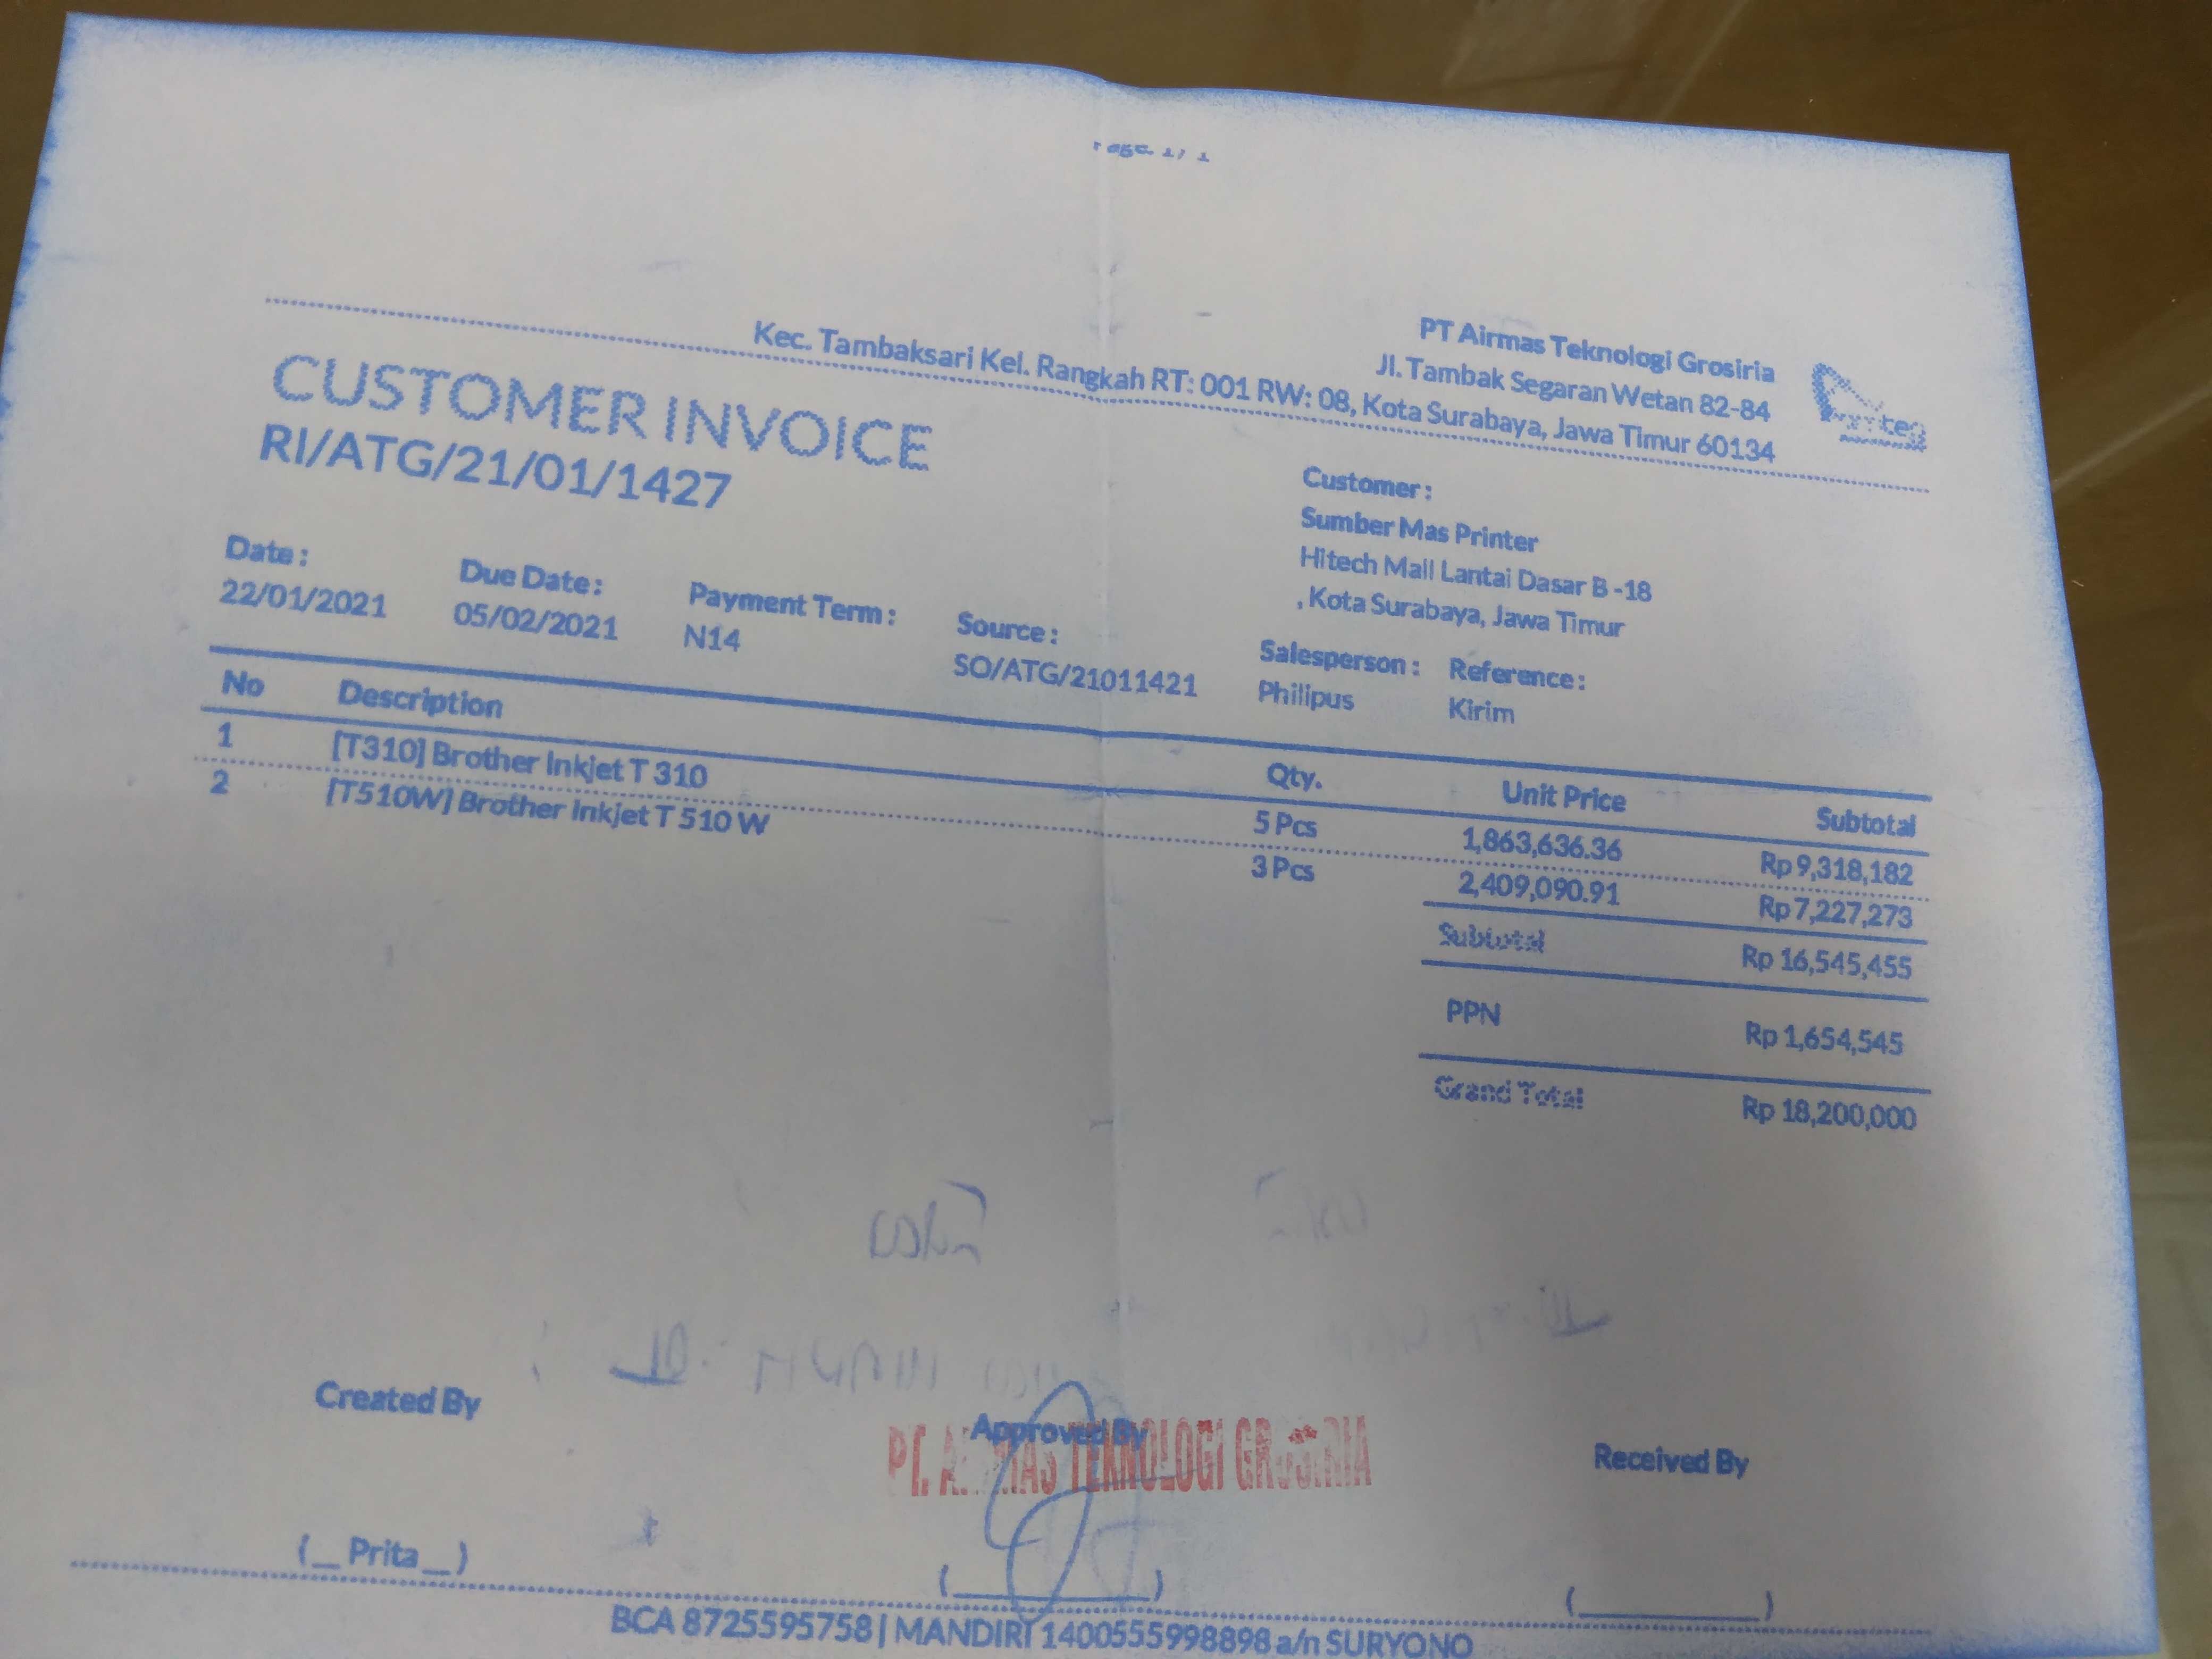 Page: 1 / 1
PT Airmas Teknologi Grosiria
Jl. Tambak Segaran Wetan 82-84
Kec. Tambaksari Kel. Rangkah RT: 001 RW: 08, Kota Surabaya, Jawa Timur 60134
CUSTOMER INVOICE
RI/ATG/21/01/1427
Customer :
Sumber Mas Printer
Hitech Mall Lantai Dasar B -18
, Kota Surabaya, Jawa Timur
Date : Due Date : Payment Term : Source : Salesperson : Reference :
22/01/2021 05/02/2021 N14 SO/ATG/21011421 Philipus Kirim
No Description Qty. Unit Price Subtotal
1 [T310] Brother Inkjet T 310 5 Pcs 1,863,636.36 Rp 9,318,182
2 [T510W] Brother Inkjet T 510 W 3 Pcs 2,409,090.91 Rp 7,227,273
Subtotal Rp 16,545,455
PPN Rp 1,654,545
Grand Total Rp 18,200,000
Created By Approved By Received By
PT. AIRMAS TEKNOLOGI GROSIRIA
(_ Prita _) (__________) (__________)
BCA 8725595758 | MANDIRI 1400555998898 a/n SURYONO